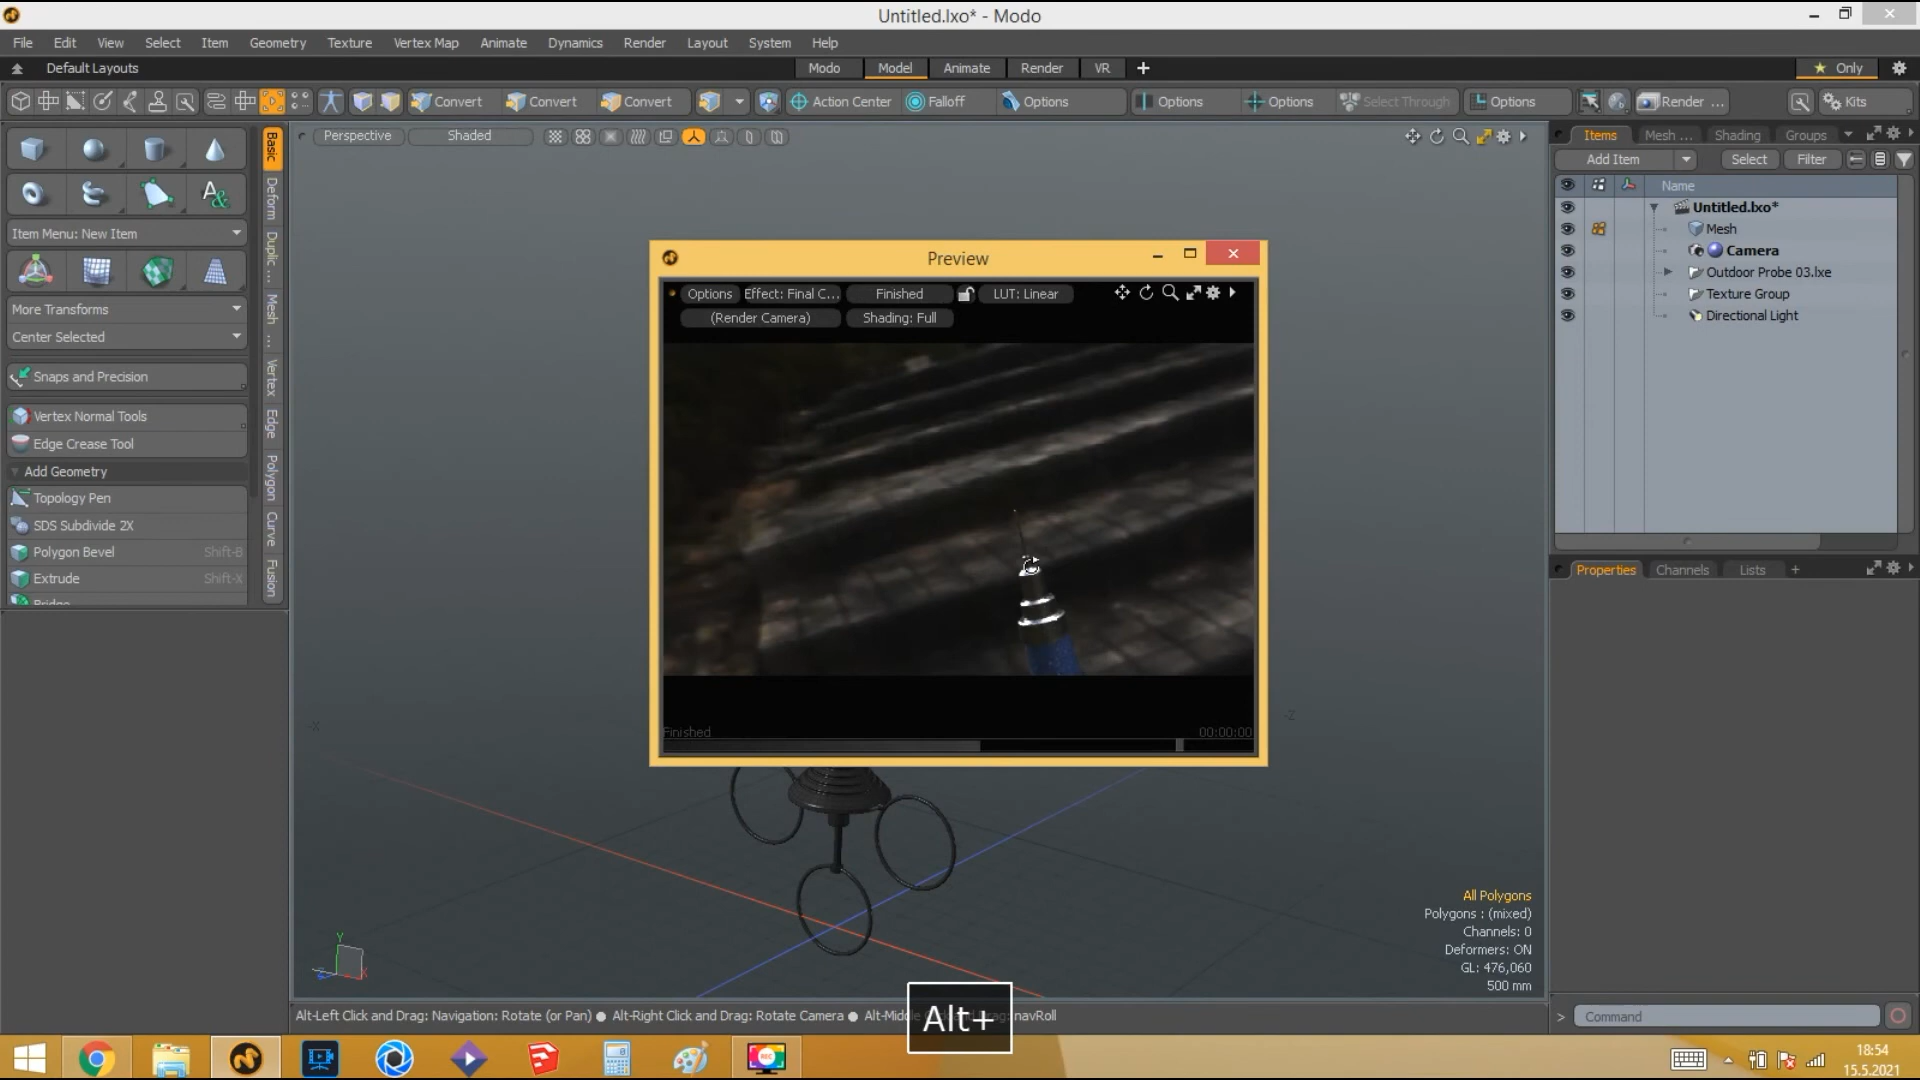 Untitled.lxo* - Modo
File Edit View Select Item Geometry Texture Vertex Map Animate Dynamics Render Layout System Help
Default Layouts Modo Model Animate Render VR Only
Convert Convert Convert Action Center Falloff Options Options Options Select Through Options Render ... Kits
Perspective Shaded
Items Mesh ... Shading Groups
Add Item Select Filter
Name
Untitled.lxo*
Mesh
Camera
Outdoor Probe 03.lxe
Texture Group
Directional Light
Item Menu: New Item
More Transforms
Center Selected
Snaps and Precision
Vertex Normal Tools
Edge Crease Tool
Add Geometry
Topology Pen
SDS Subdivide 2X
Polygon Bevel Shift-B
Extrude Shift-X
Bridge
Basic
Deform
Duplic ...
Mesh ...
Vertex
Edge
Polygon
Curve
Fusion
Preview
Options Effect: Final C... Finished LUT: Linear
(Render Camera) Shading: Full
Finished 00:00:00
Properties Channels Lists +
-X
-Z
Y
X
All Polygons
Polygons : (mixed)
Channels: 0
Deformers: ON
GL: 476,060
500 mm
Alt-Left Click and Drag: Navigation: Rotate (or Pan) ● Alt-Right Click and Drag: Rotate Camera ● Alt-Middle navRoll
Alt+
> Command
18:54
15.5.2021